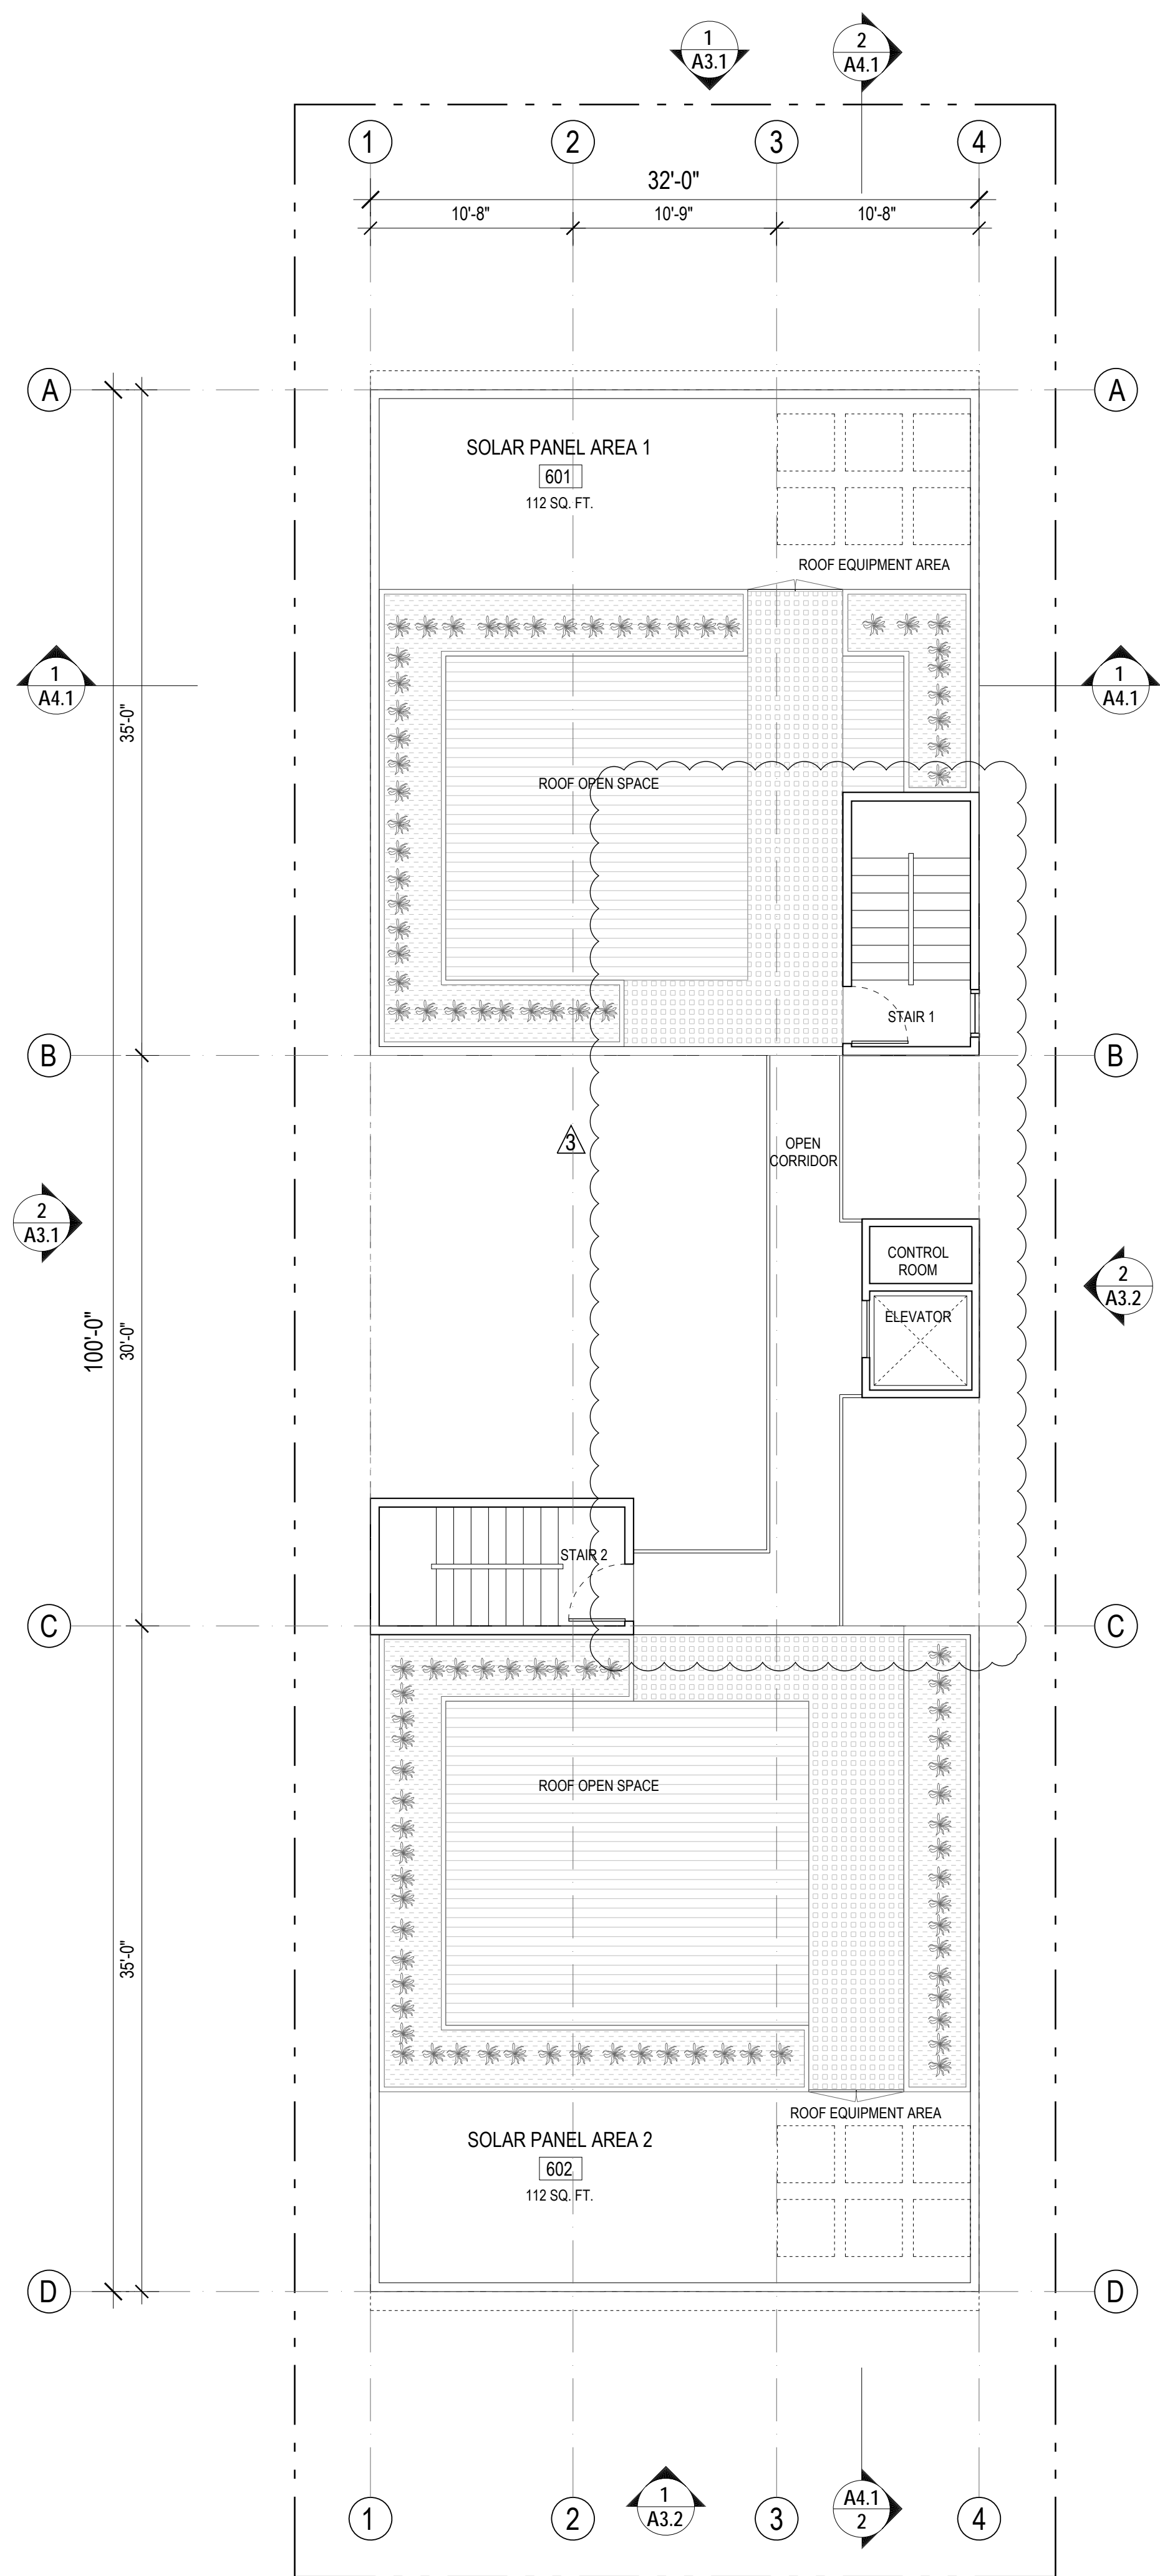 1
A3.1
2
A4.1
1
2
3
4
32'-0"
10'-8"
10'-9"
10'-8"
A
A
SOLAR PANEL AREA 1
601
112 SQ. FT.
ROOF EQUIPMENT AREA
1
A4.1
1
A4.1
35'-0"
ROOF OPEN SPACE
STAIR 1
B
B
3
OPEN
CORRIDOR
2
A3.1
CONTROL
ROOM
2
A3.2
ELEVATOR
100'-0"
30'-0"
STAIR 2
C
C
ROOF OPEN SPACE
35'-0"
ROOF EQUIPMENT AREA
SOLAR PANEL AREA 2
602
112 SQ. FT.
D
D
1
2
1
A3.2
3
A4.1
2
4